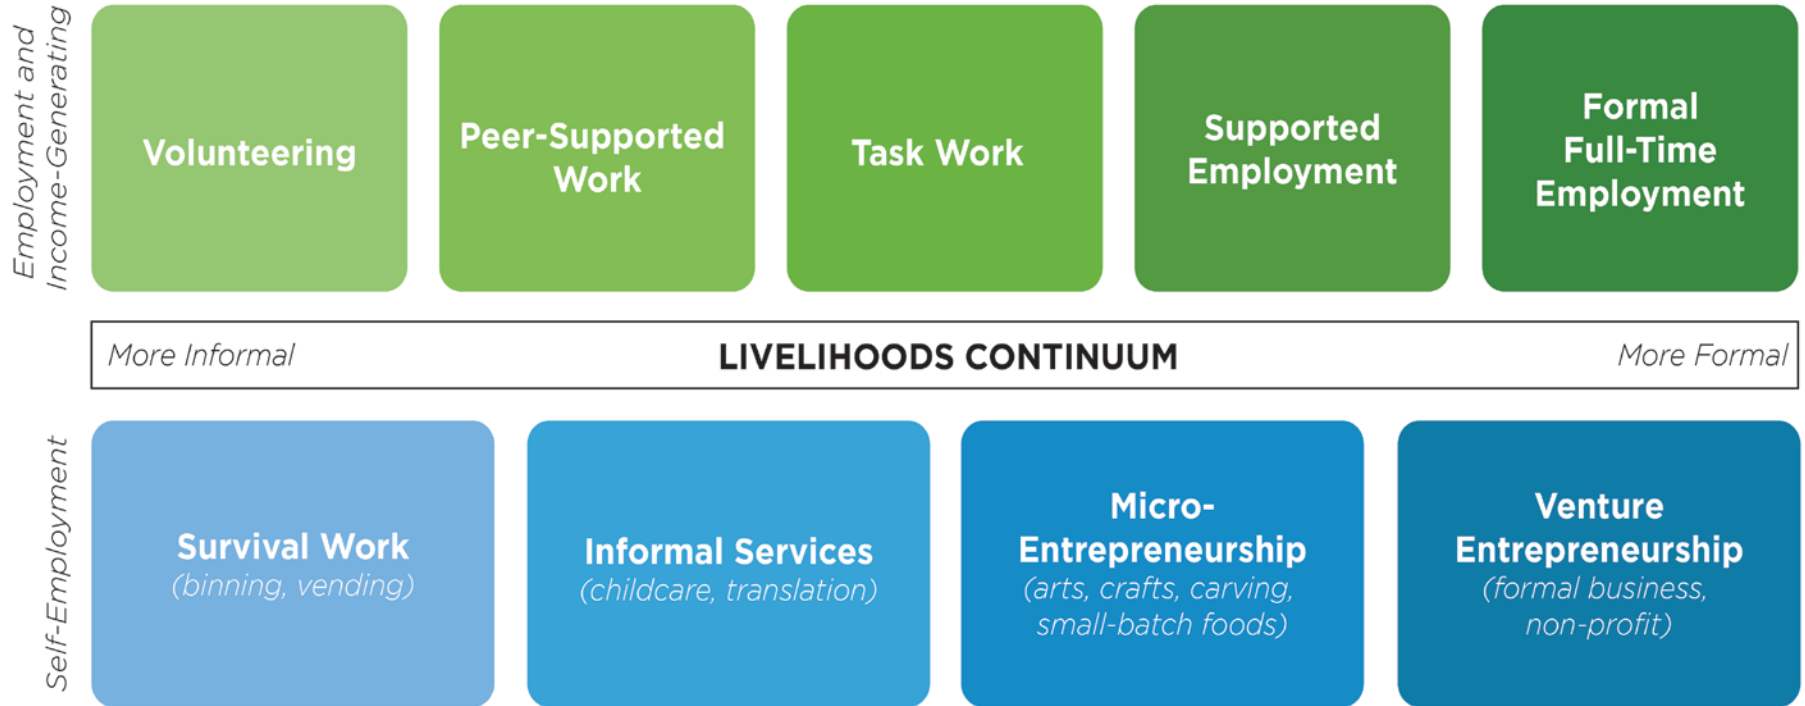 Employment and
Income-Generating
Volunteering
Peer-Supported
Work
Task Work
Supported
Employment
Formal
Full-Time
Employment
More Informal
LIVELIHOODS CONTINUUM
More Formal
Self-Employment
Survival Work
(binning, vending)
Informal Services
(childcare, translation)
Micro-
Entrepreneurship
(arts, crafts, carving,
small-batch foods)
Venture
Entrepreneurship
(formal business,
non-profit)